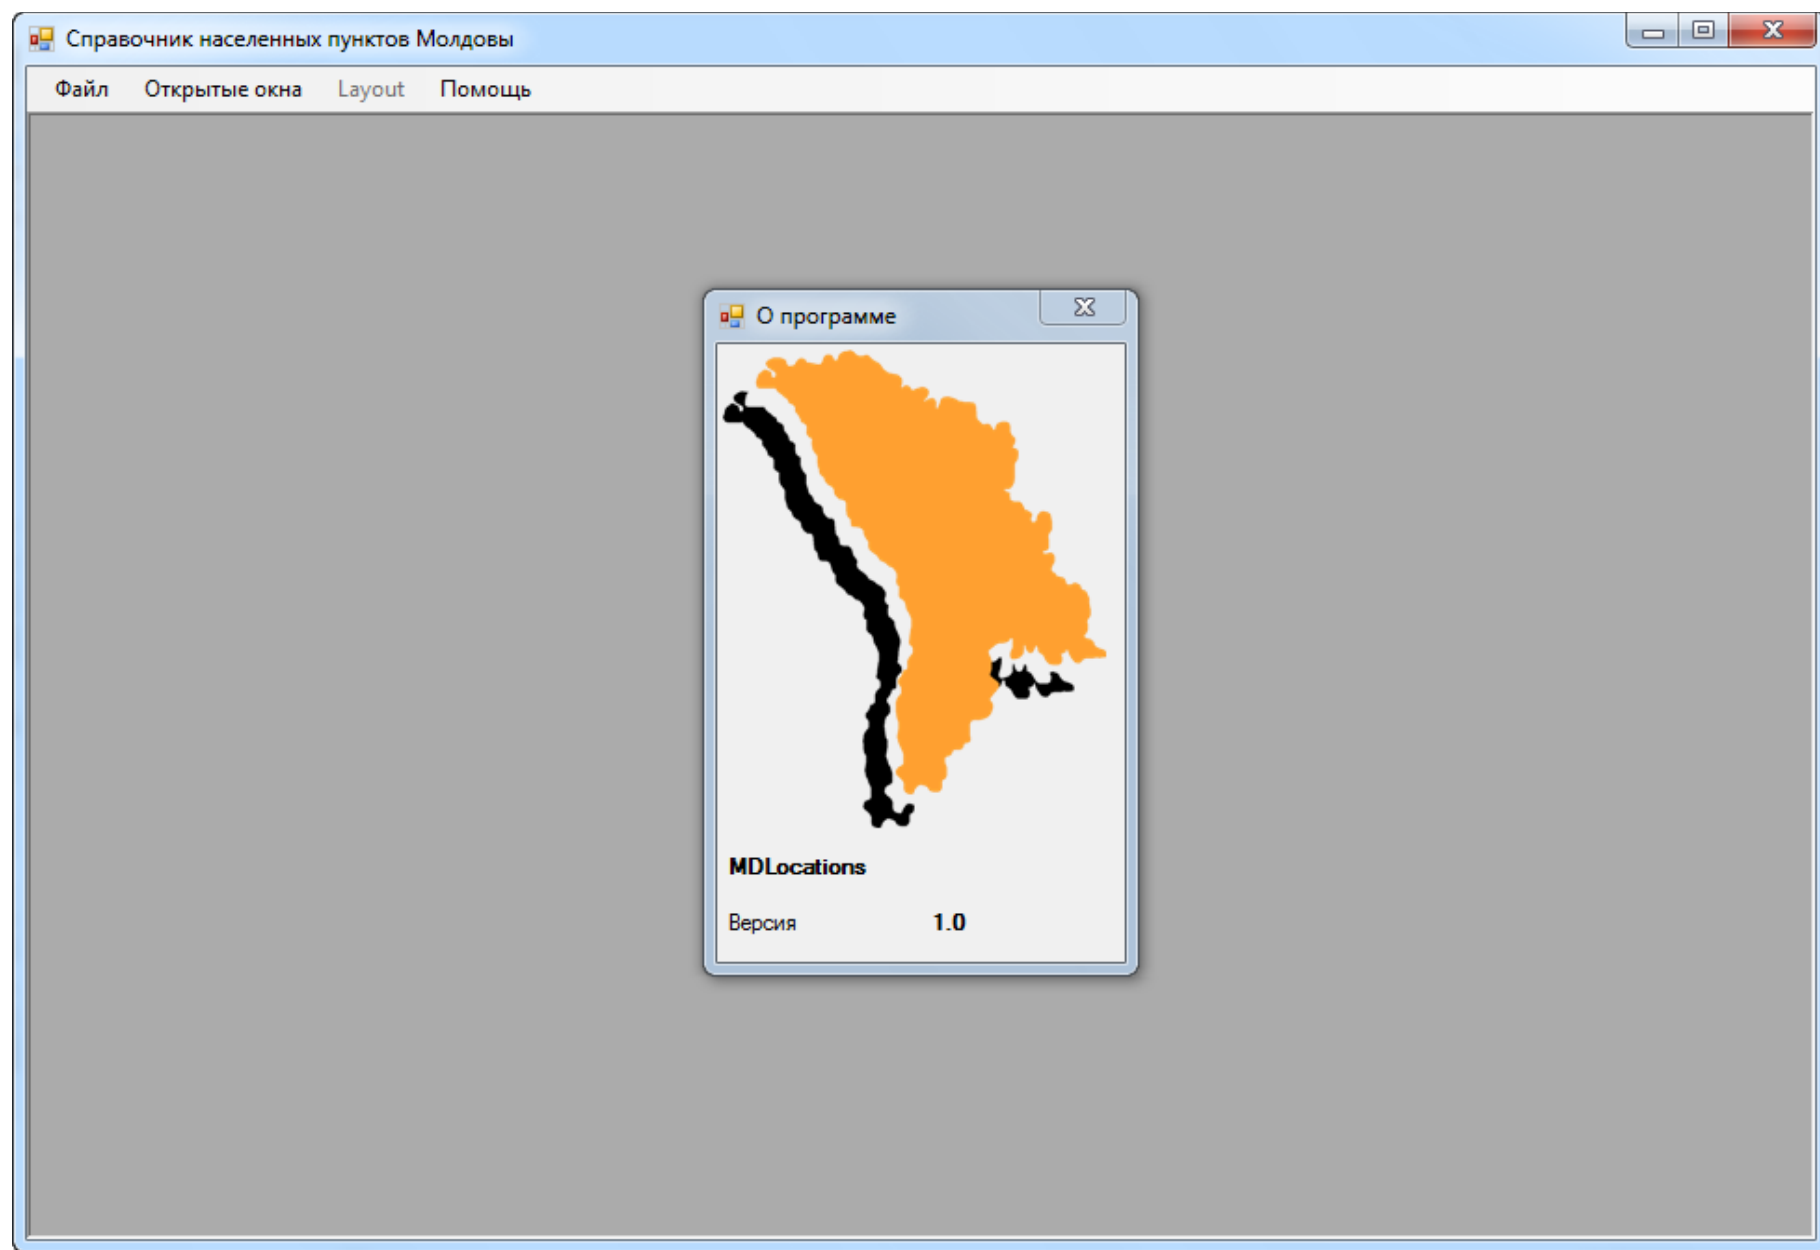 Справочник населенных пунктов Молдовы
Файл Открытые окна Layout Помощь
О программе
MDLocations
Версия 1.0